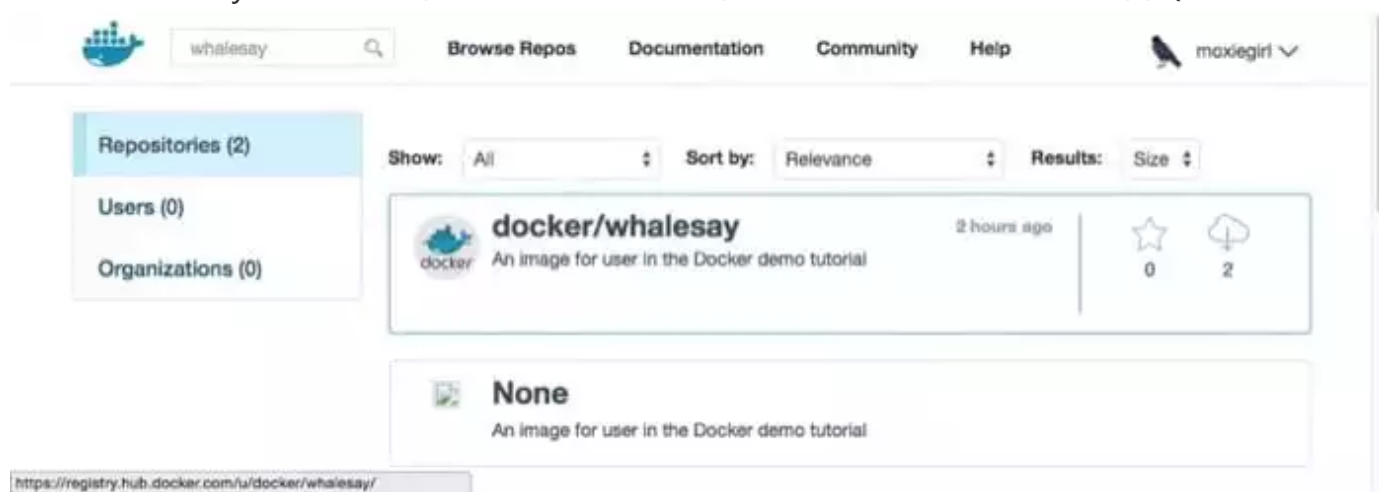 whalesay Browse Repos Documentation Community Help moxiegirl
Repositories (2)
Users (0)
Organizations (0)
Show: All Sort by: Relevance Results: Size
docker
docker/whalesay 2 hours ago
An image for user in the Docker demo tutorial
0 2
None
An image for user in the Docker demo tutorial
https://registry.hub.docker.com/u/docker/whalesay/